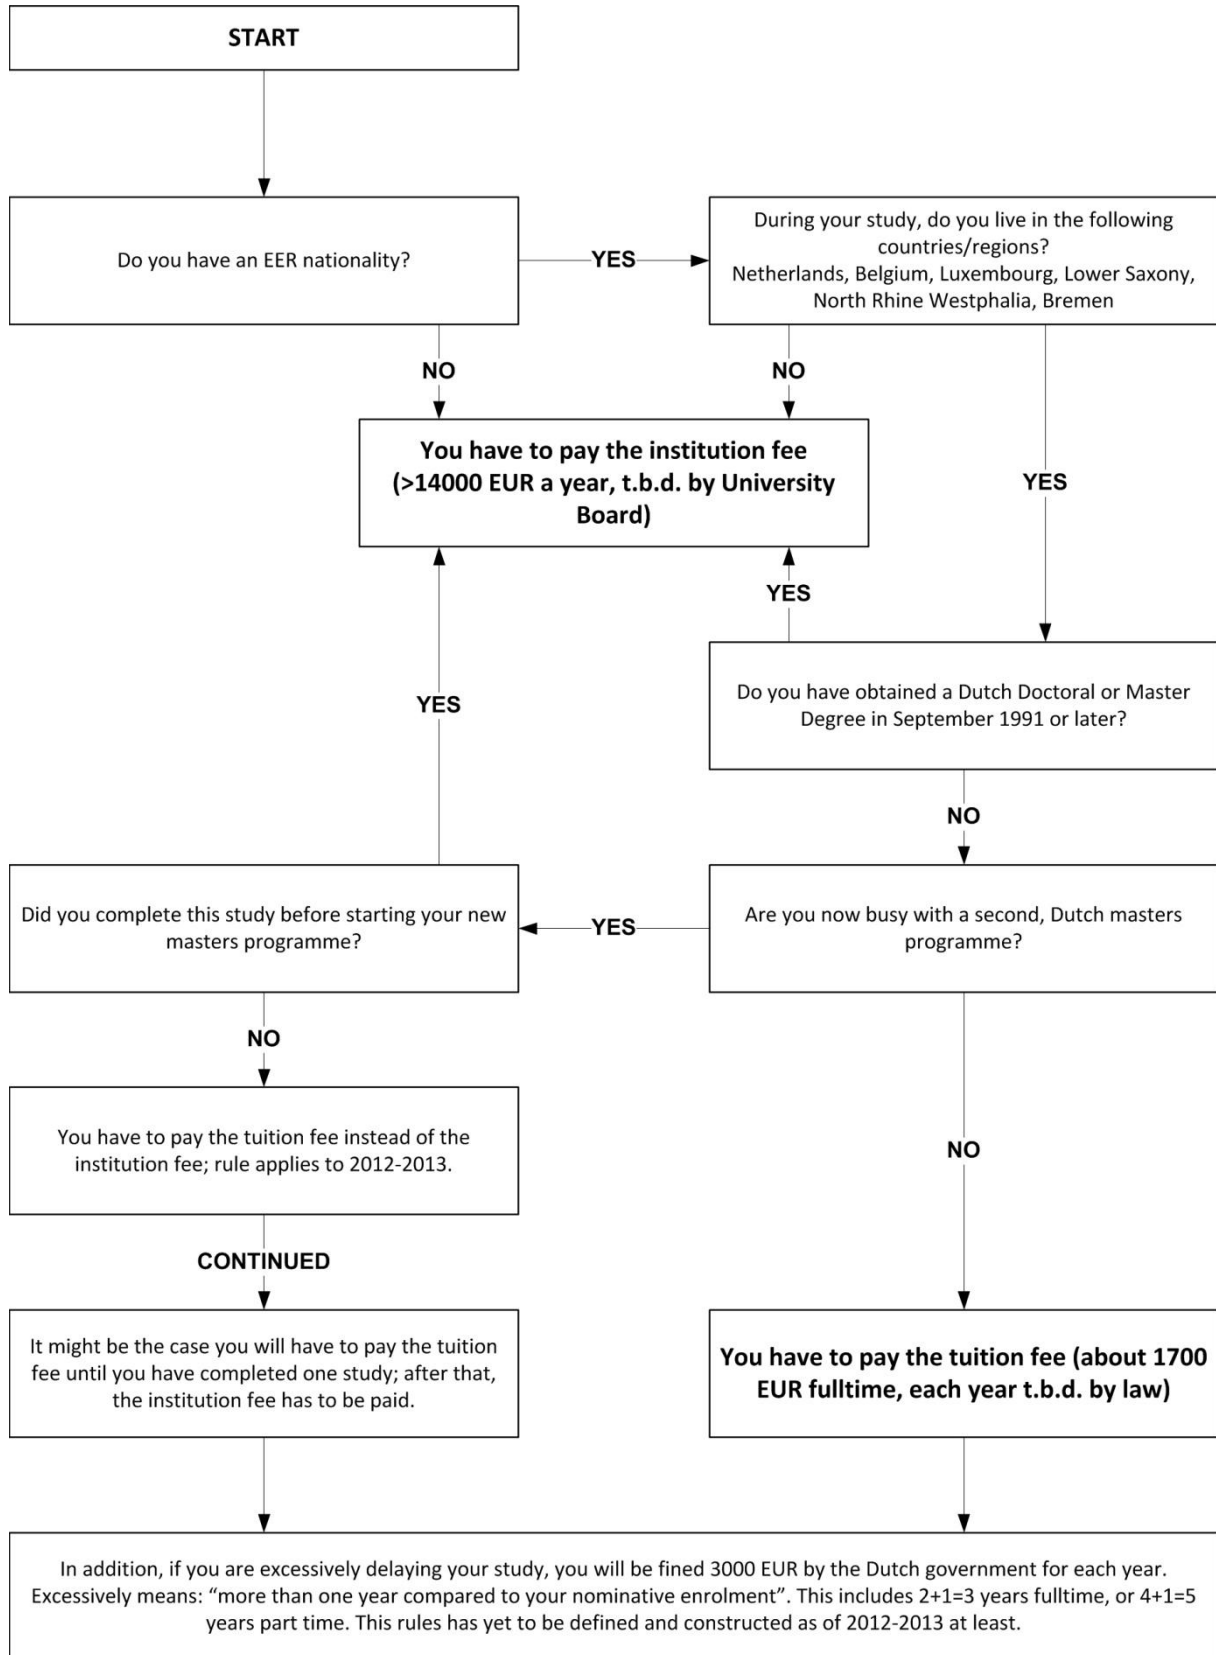 START
Do you have an EER nationality?
YES
During your study, do you live in the following
countries/regions?
Netherlands, Belgium, Luxembourg, Lower Saxony,
North Rhine Westphalia, Bremen
NO
NO
You have to pay the institution fee
(>14000 EUR a year, t.b.d. by University
Board)
YES
YES
YES
Do you have obtained a Dutch Doctoral or Master
Degree in September 1991 or later?
NO
Did you complete this study before starting your new
masters programme?
YES
Are you now busy with a second, Dutch masters
programme?
NO
You have to pay the tuition fee instead of the
institution fee; rule applies to 2012-2013.
NO
CONTINUED
It might be the case you will have to pay the tuition
fee until you have completed one study; after that,
the institution fee has to be paid.
You have to pay the tuition fee (about 1700
EUR fulltime, each year t.b.d. by law)
In addition, if you are excessively delaying your study, you will be fined 3000 EUR by the Dutch government for each year.
Excessively means: “more than one year compared to your nominative enrolment”. This includes 2+1=3 years fulltime, or 4+1=5
years part time. This rules has yet to be defined and constructed as of 2012-2013 at least.